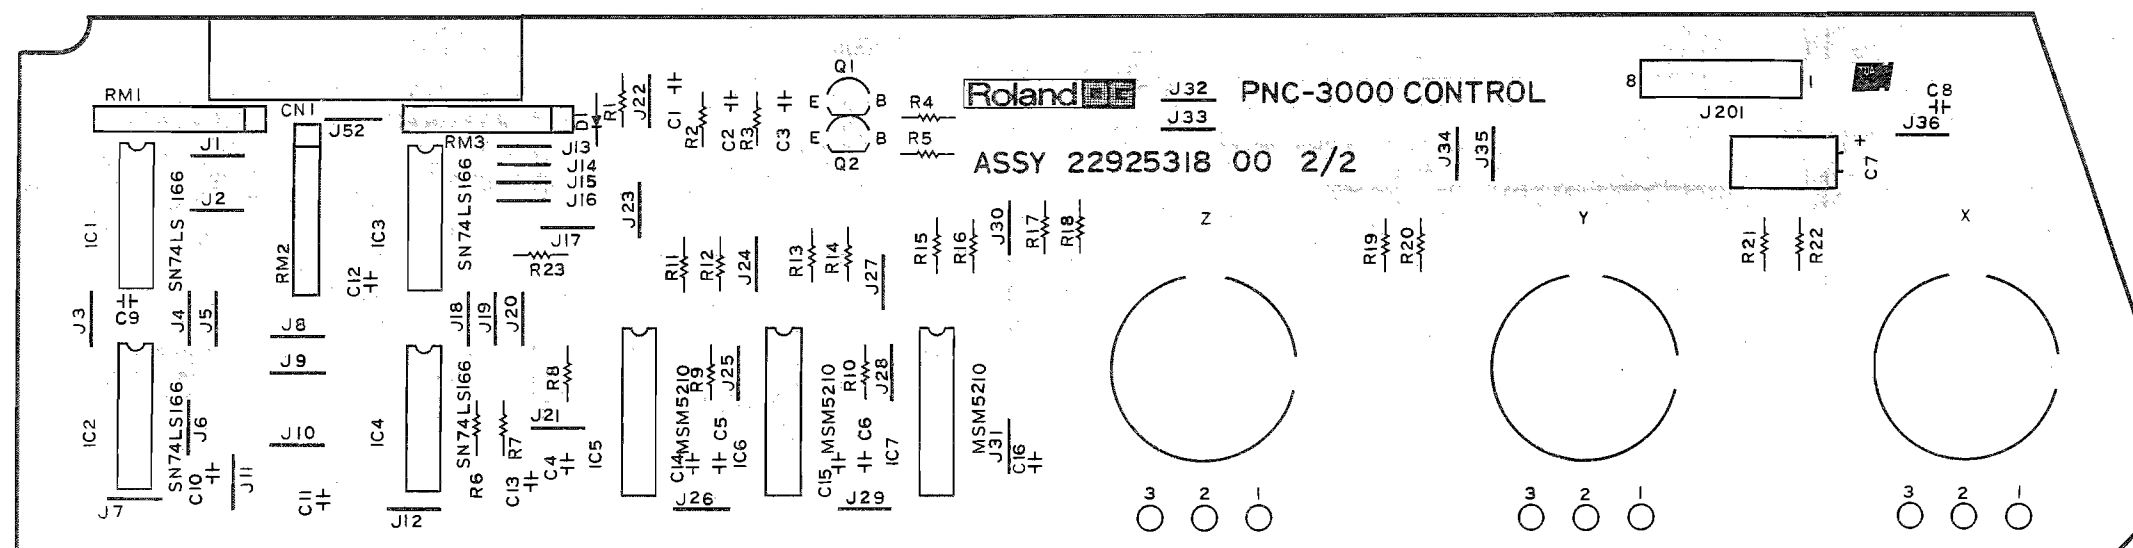 RM1
CN1
J52
RM3
D1
R1
J22
C1
R2
C2
R3
C3
Q1
E B
E B
Q2
R4
R5
Roland DG
J32
J33
PNC-3000 CONTROL
ASSY 22925318 00 2/2
8 1
J201
C8
J36
J34
J35
+
C7
J1
J2
IC1
SN74LS 166
RM2
C12
IC3
SN74LS166
J13
J14
J15
J16
J17
R23
J23
R11
R12
J24
R13
R14
J27
R15
R16
J30
R17
R18
Z
R19
R20
Y
R21
R22
X
J3
C9
J4
J5
J8
J9
J10
J18
J19
J20
IC2
SN74LS166
J6
C10
J11
J7
C11
IC4
SN74LS166
J12
R6
R7
R8
J21
C13
C4
IC5
MSM5210
C14
R9
J25
C5
IC6
J26
MSM5210
C15
R10
J28
C6
IC7
J29
MSM5210
J31
C16
3 2 1
3 2 1
3 2 1